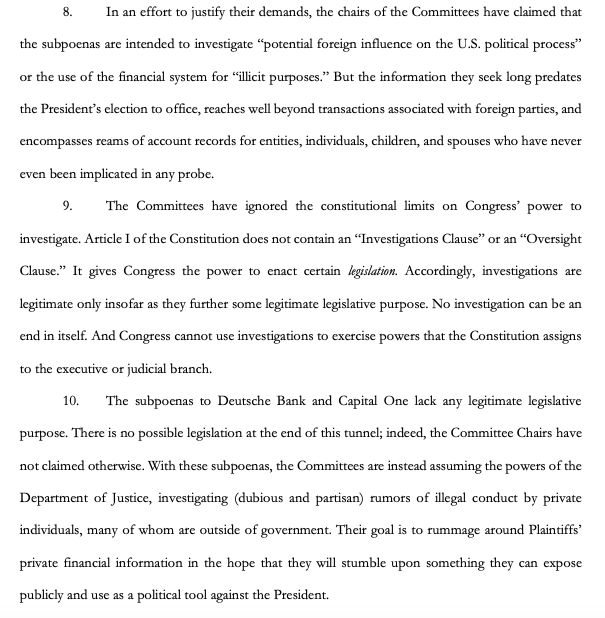 8. In an effort to justify their demands, the chairs of the Committees have claimed that
the subpoenas are intended to investigate “potential foreign influence on the U.S. political process”
or the use of the financial system for “illicit purposes.” But the information they seek long predates
the President’s election to office, reaches well beyond transactions associated with foreign parties, and
encompasses reams of account records for entities, individuals, children, and spouses who have never
even been implicated in any probe.
9. The Committees have ignored the constitutional limits on Congress’ power to
investigate. Article I of the Constitution does not contain an “Investigations Clause” or an “Oversight
Clause.” It gives Congress the power to enact certain legislation. Accordingly, investigations are
legitimate only insofar as they further some legitimate legislative purpose. No investigation can be an
end in itself. And Congress cannot use investigations to exercise powers that the Constitution assigns
to the executive or judicial branch.
10. The subpoenas to Deutsche Bank and Capital One lack any legitimate legislative
purpose. There is no possible legislation at the end of this tunnel; indeed, the Committee Chairs have
not claimed otherwise. With these subpoenas, the Committees are instead assuming the powers of the
Department of Justice, investigating (dubious and partisan) rumors of illegal conduct by private
individuals, many of whom are outside of government. Their goal is to rummage around Plaintiffs’
private financial information in the hope that they will stumble upon something they can expose
publicly and use as a political tool against the President.